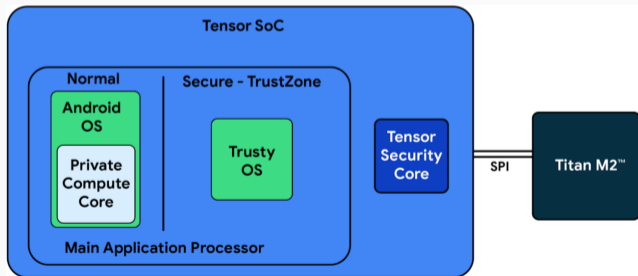 Tensor SoC
Normal
Secure - TrustZone
Android
OS
Private
Compute
Core
Trusty
OS
Main Application Processor
Tensor
Security
Core
SPI
Titan M2™